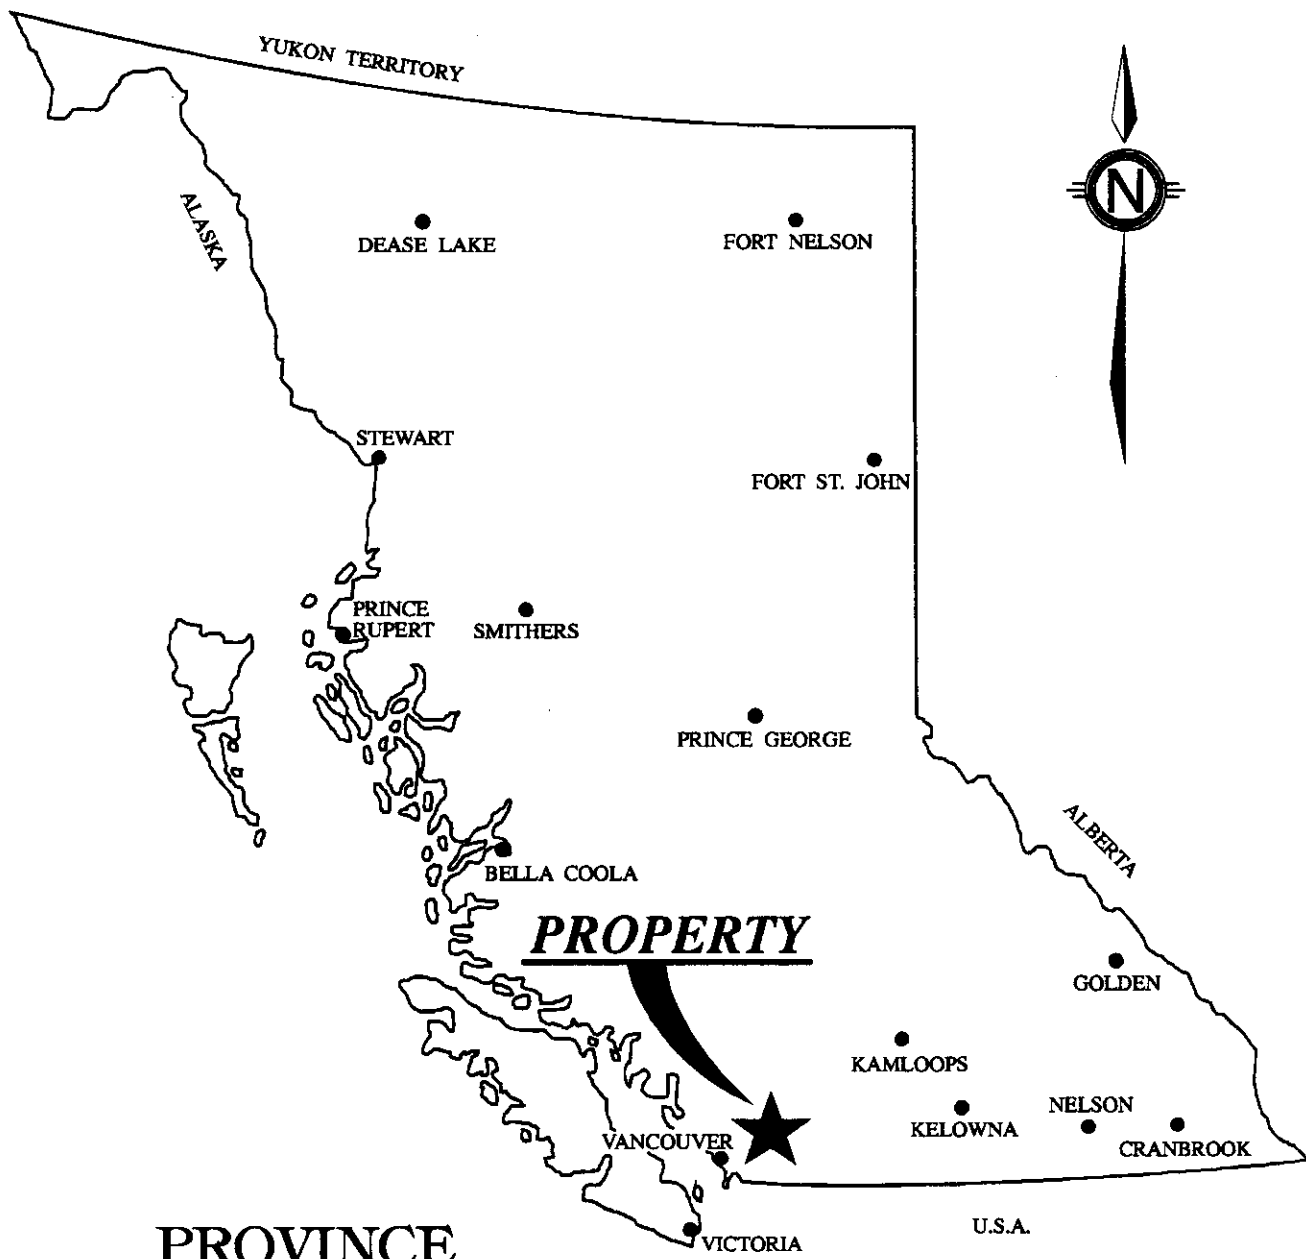 YUKON TERRITORY
N
ALASKA
DEASE LAKE
FORT NELSON
STEWART
FORT ST. JOHN
PRINCE
RUPERT
SMITHERS
PRINCE GEORGE
ALBERTA
BELLA COOLA
PROPERTY
GOLDEN
KAMLOOPS
NELSON
KELOWNA
CRANBROOK
VANCOUVER
U.S.A.
VICTORIA
PROVINCE